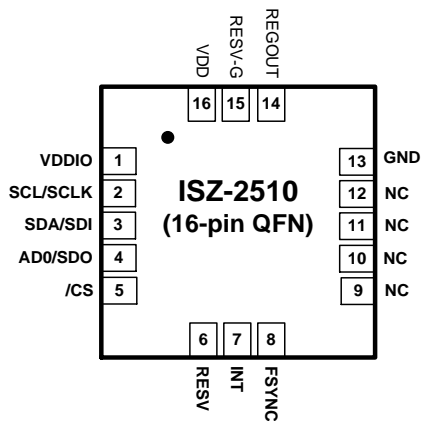 VDD
RESV-G
REGOUT
16
15
14
VDDIO 1
SCL/SCLK 2
SDA/SDI 3
AD0/SDO 4
/CS 5
ISZ-2510
(16-pin QFN)
13 GND
12 NC
11 NC
10 NC
9 NC
6
7
8
RESV
INT
FSYNC